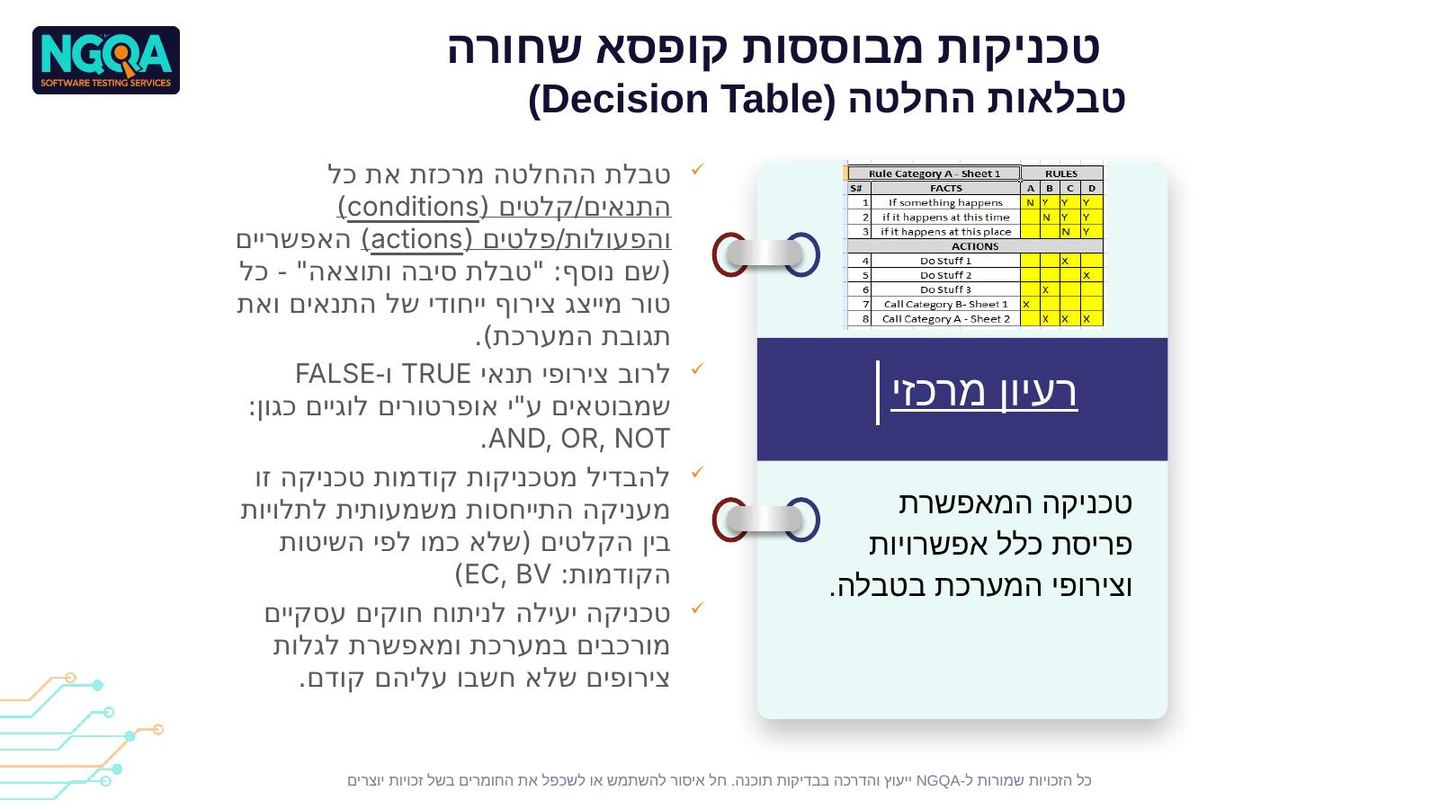 NGQA
SOFTWARE TESTING SERVICES
טכניקות מבוססות קופסא שחורה
טבלאות החלטה (Decision Table)
Rule Category A - Sheet 1 RULES
S# FACTS A B C D
1 If something happens N Y Y Y
2 if it happens at this time N Y Y
3 if it happens at this place N Y
ACTIONS
4 Do Stuff 1 X
5 Do Stuff 2 X
6 Do Stuff 3 X
7 Call Category B- Sheet 1 X
8 Call Category A - Sheet 2 X X X
רעיון מרכזי
טכניקה המאפשרת
פריסת כלל אפשרויות
וצירופי המערכת בטבלה.
✓ טבלת ההחלטה מרכזת את כל
התנאים/קלטים (conditions)
והפעולות/פלטים (actions) האפשריים
(שם נוסף: "טבלת סיבה ותוצאה" - כל
טור מייצג צירוף ייחודי של התנאים ואת
תגובת המערכת).
✓ לרוב צירופי תנאי TRUE ו-FALSE
שמבוטאים ע"י אופרטורים לוגיים כגון:
AND, OR, NOT.
✓ להבדיל מטכניקות קודמות טכניקה זו
מעניקה התייחסות משמעותית לתלויות
בין הקלטים (שלא כמו לפי השיטות
הקודמות: EC, BV)
✓ טכניקה יעילה לניתוח חוקים עסקיים
מורכבים במערכת ומאפשרת לגלות
צירופים שלא חשבו עליהם קודם.
כל הזכויות שמורות ל-NGQA ייעוץ והדרכה בבדיקות תוכנה. חל איסור להשתמש או לשכפל את החומרים בשל זכויות יוצרים